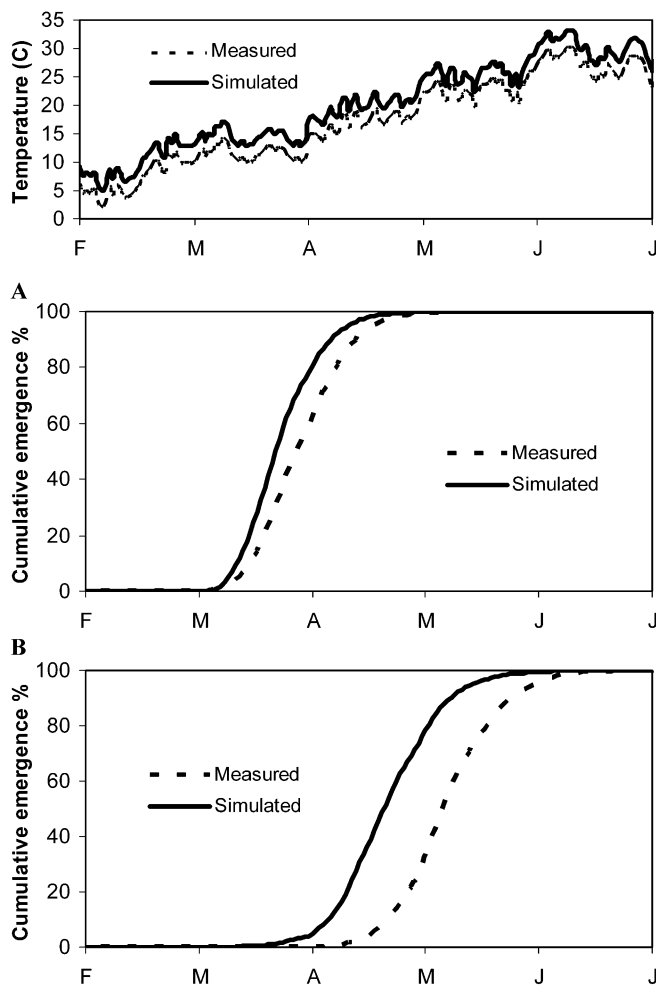 Temperature (C)
35
30
25
20
15
10
5
0
Measured
Simulated
F M A M J J
A
Cumulative emergence %
100
80
60
40
20
0
Measured
Simulated
F M A M J J
B
Cumulative emergence %
100
80
60
40
20
0
Measured
Simulated
F M A M J J